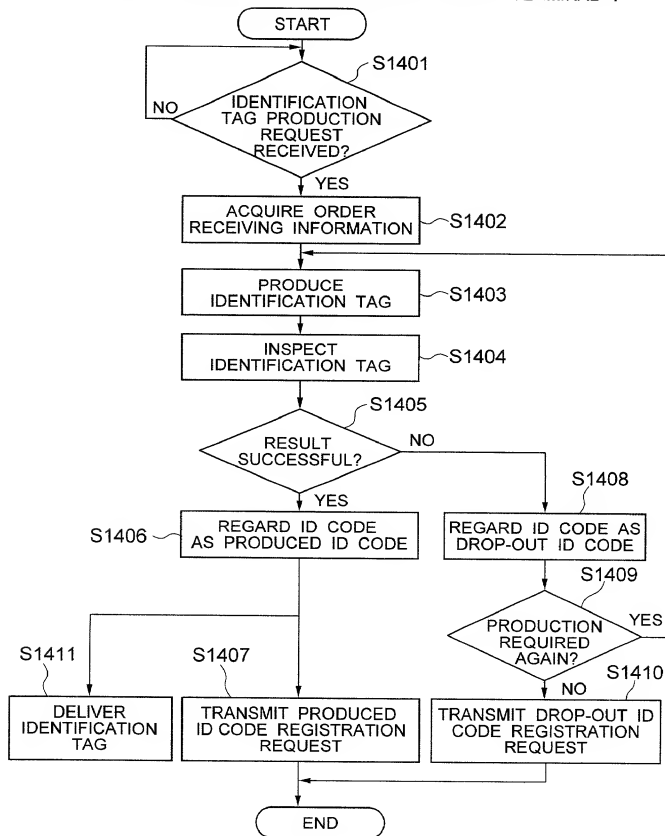 START
S1401
IDENTIFICATION
TAG PRODUCTION
REQUEST
RECEIVED?
NO
YES
ACQUIRE ORDER
RECEIVING INFORMATION
S1402
PRODUCE
IDENTIFICATION TAG
S1403
INSPECT
IDENTIFICATION TAG
S1404
S1405
RESULT
SUCCESSFUL?
NO
YES
S1406
REGARD ID CODE
AS PRODUCED ID CODE
S1408
REGARD ID CODE AS
DROP-OUT ID CODE
S1409
PRODUCTION
REQUIRED
AGAIN?
YES
NO
S1411
DELIVER
IDENTIFICATION
TAG
S1407
TRANSMIT PRODUCED
ID CODE REGISTRATION
REQUEST
S1410
TRANSMIT DROP-OUT ID
CODE REGISTRATION
REQUEST
END